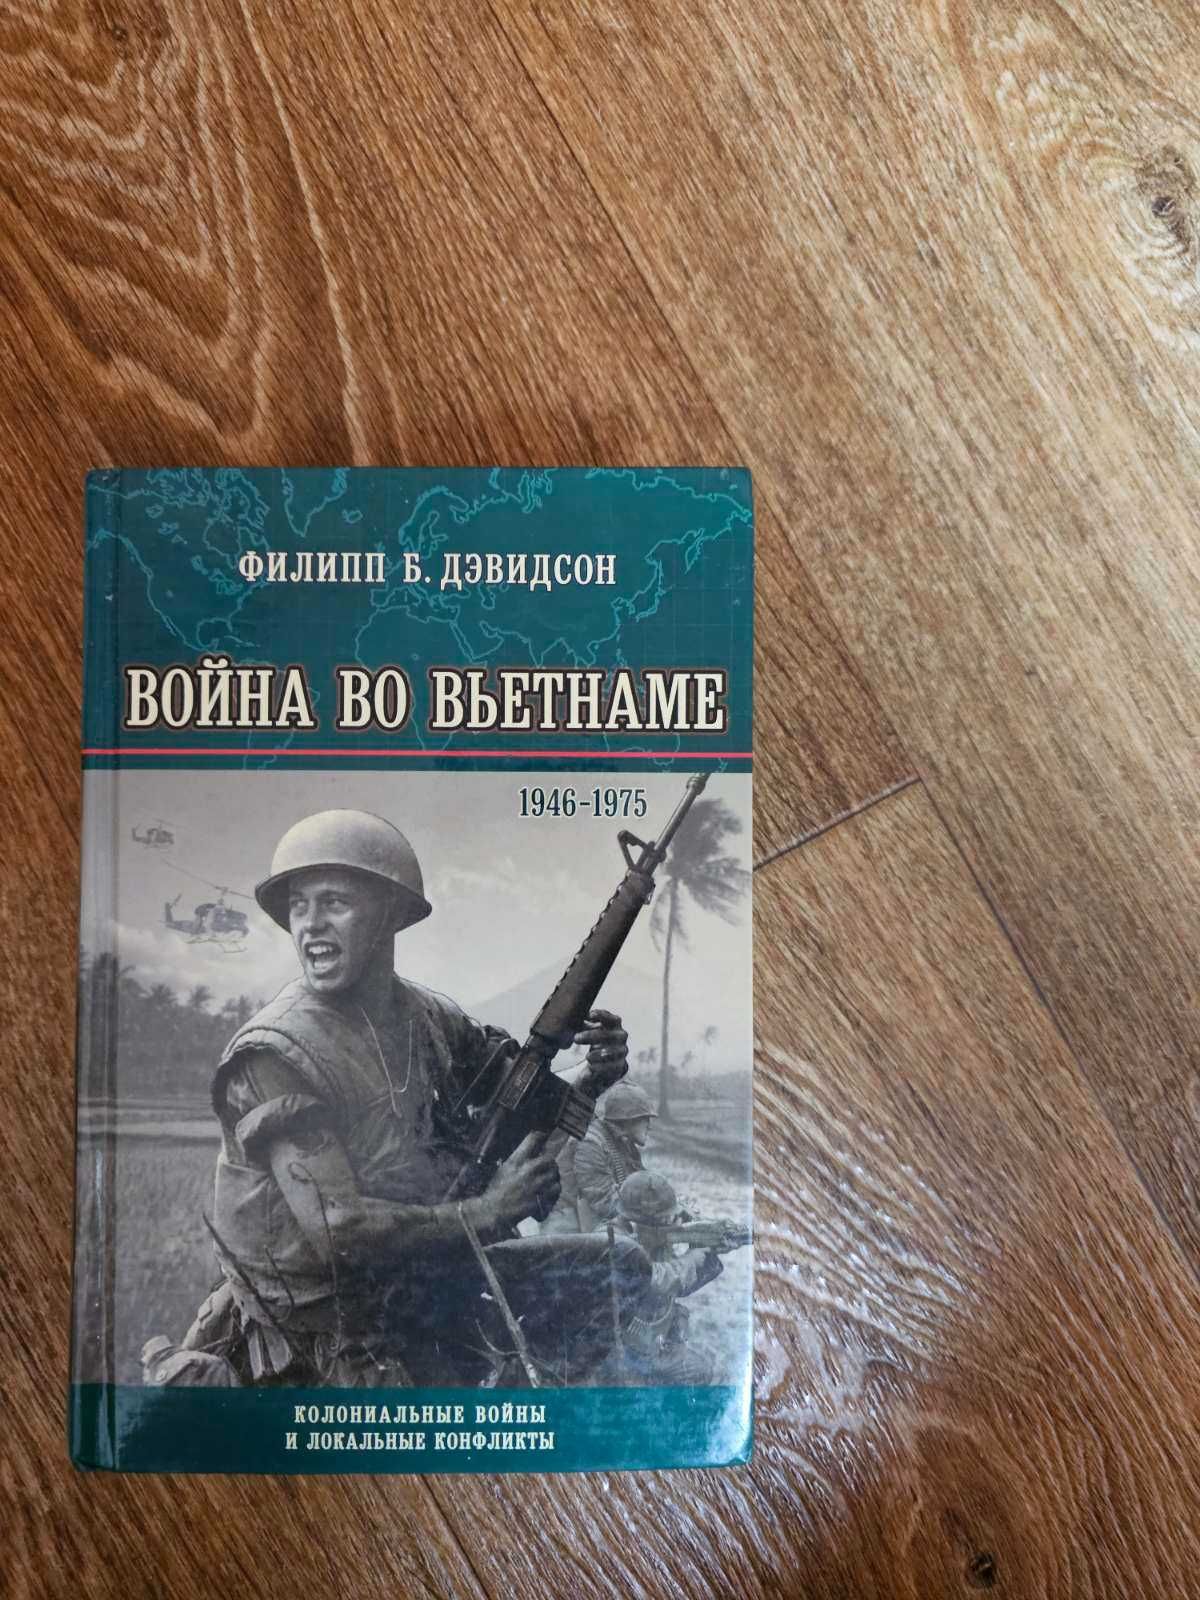 ФИЛИПП Б. ДЭВИДСОН
ВОЙНА ВО ВЬЕТНАМЕ
1946-1975
КОЛОНИАЛЬНЫЕ ВОЙНЫ
И ЛОКАЛЬНЫЕ КОНФЛИКТЫ